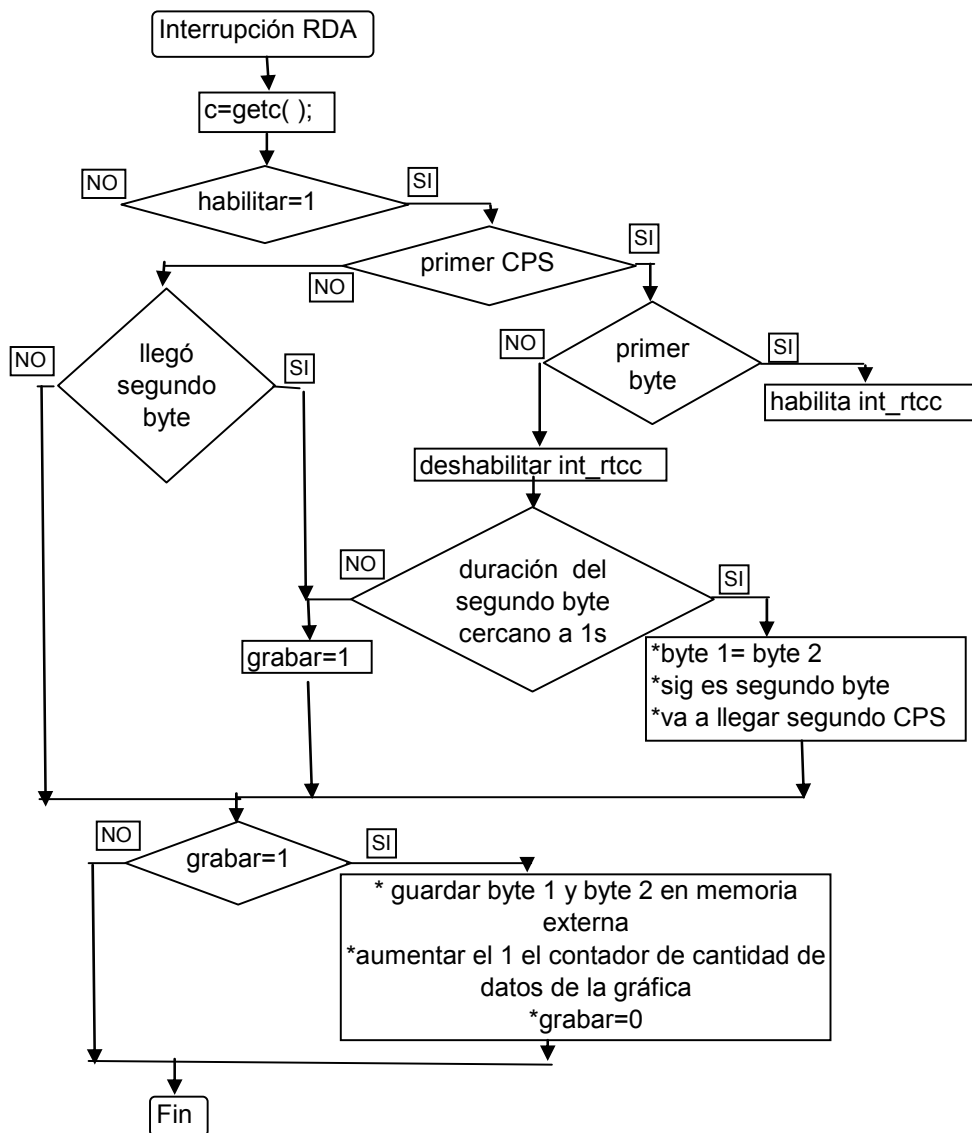 Interrupción RDA
c=getc( );
NO
SI
habilitar=1
SI
primer CPS
NO
NO
llegó
segundo
byte
SI
NO
primer
byte
SI
habilita int_rtcc
deshabilitar int_rtcc
NO
duración del
segundo byte
cercano a 1s
SI
grabar=1
*byte 1= byte 2
*sig es segundo byte
*va a llegar segundo CPS
NO
grabar=1
SI
* guardar byte 1 y byte 2 en memoria
externa
*aumentar el 1 el contador de cantidad de
datos de la gráfica
*grabar=0
Fin